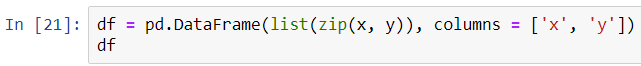 In [21]: df = pd.DataFrame(list(zip(x, y)), columns = ['x', 'y'])
df